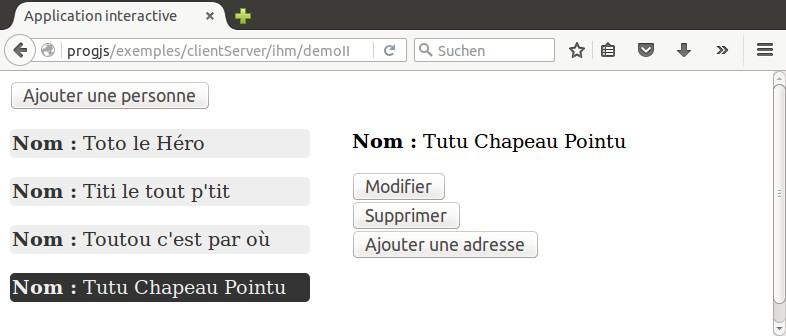 Application interactive
progjs/exemples/clientServer/ihm/demoII
Suchen
Ajouter une personne
Nom : Toto le Héro
Nom : Titi le tout p'tit
Nom : Toutou c'est par où
Nom : Tutu Chapeau Pointu
Nom : Tutu Chapeau Pointu
Modifier
Supprimer
Ajouter une adresse